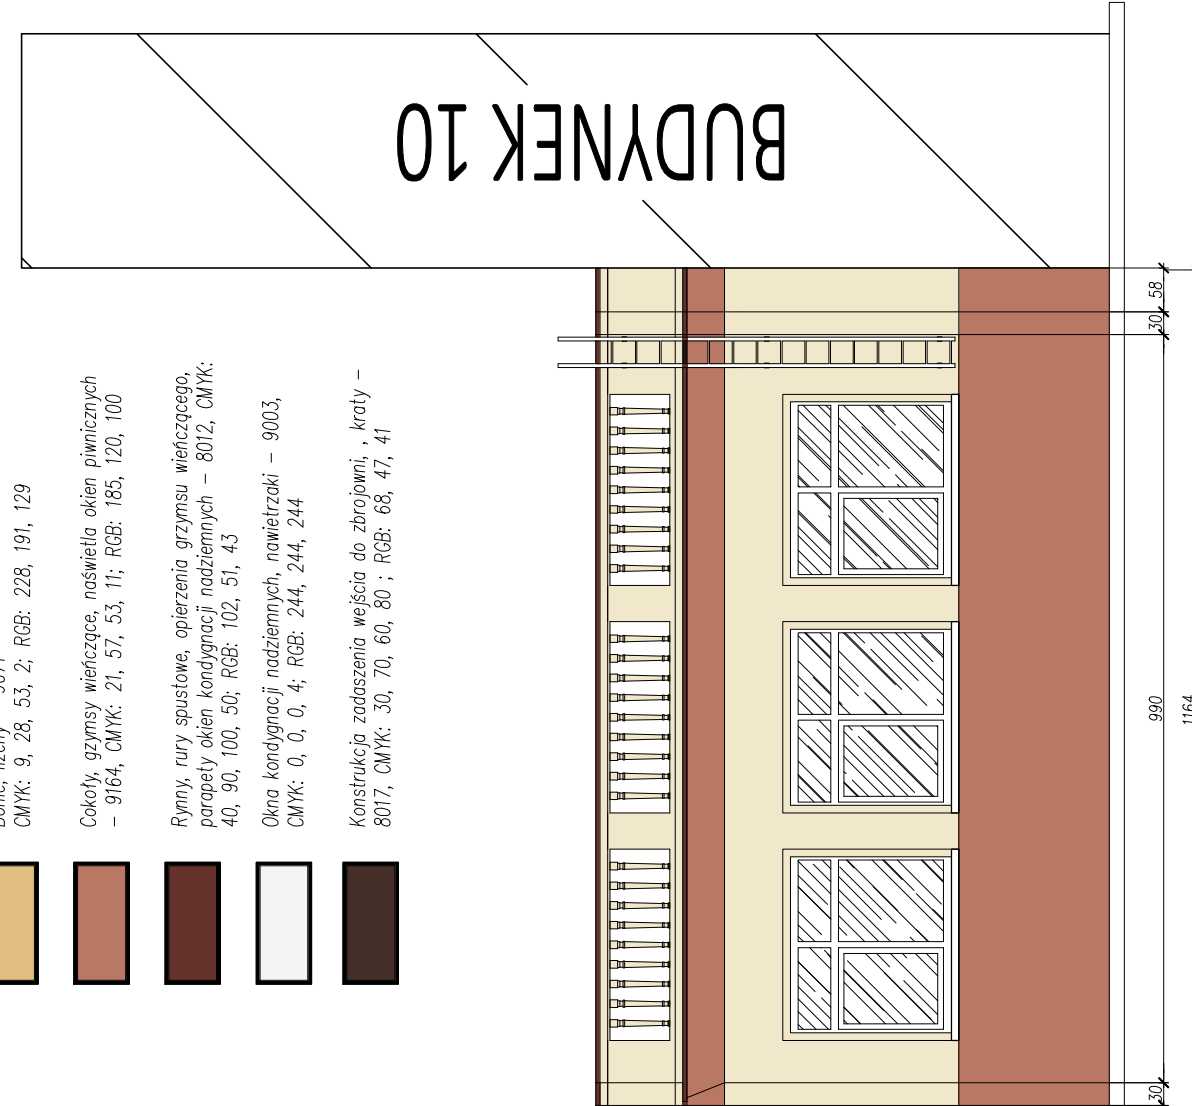 BUDYNEK 10
CMYK: 9, 28, 53, 2; RGB: 228, 191, 129
Cokoły, gzymsy wieńczące, naświetla okien piwnicznych
– 9164, CMYK: 21, 57, 53, 11; RGB: 185, 120, 100
Rynny, rury spustowe, opierzenia grzymsu wieńczącego,
parapety okien kondygnacji nadziemnych – 8012, CMYK:
40, 90, 100, 50; RGB: 102, 51, 43
Okna kondygnacji nadziemnych, nawietrzaki – 9003,
CMYK: 0, 0, 0, 4; RGB: 244, 244, 244
Konstrukcja zadaszenia wejścia do zbrojowni, , kraty –
8017, CMYK: 30, 70, 60, 80 ; RGB: 68, 47, 41
30
990
30
58
1164